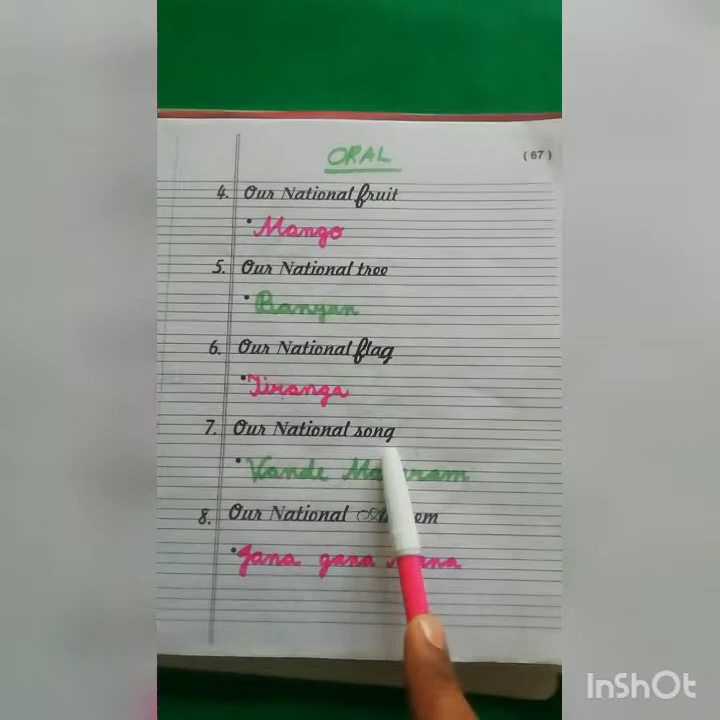 ORAL
(67)
4. Our National fruit
• Mango
5. Our National tree
• Banyan
6. Our National flag
• Tiranga
7. Our National song
• Vande
8. Our National
• Jana gana
InShOt